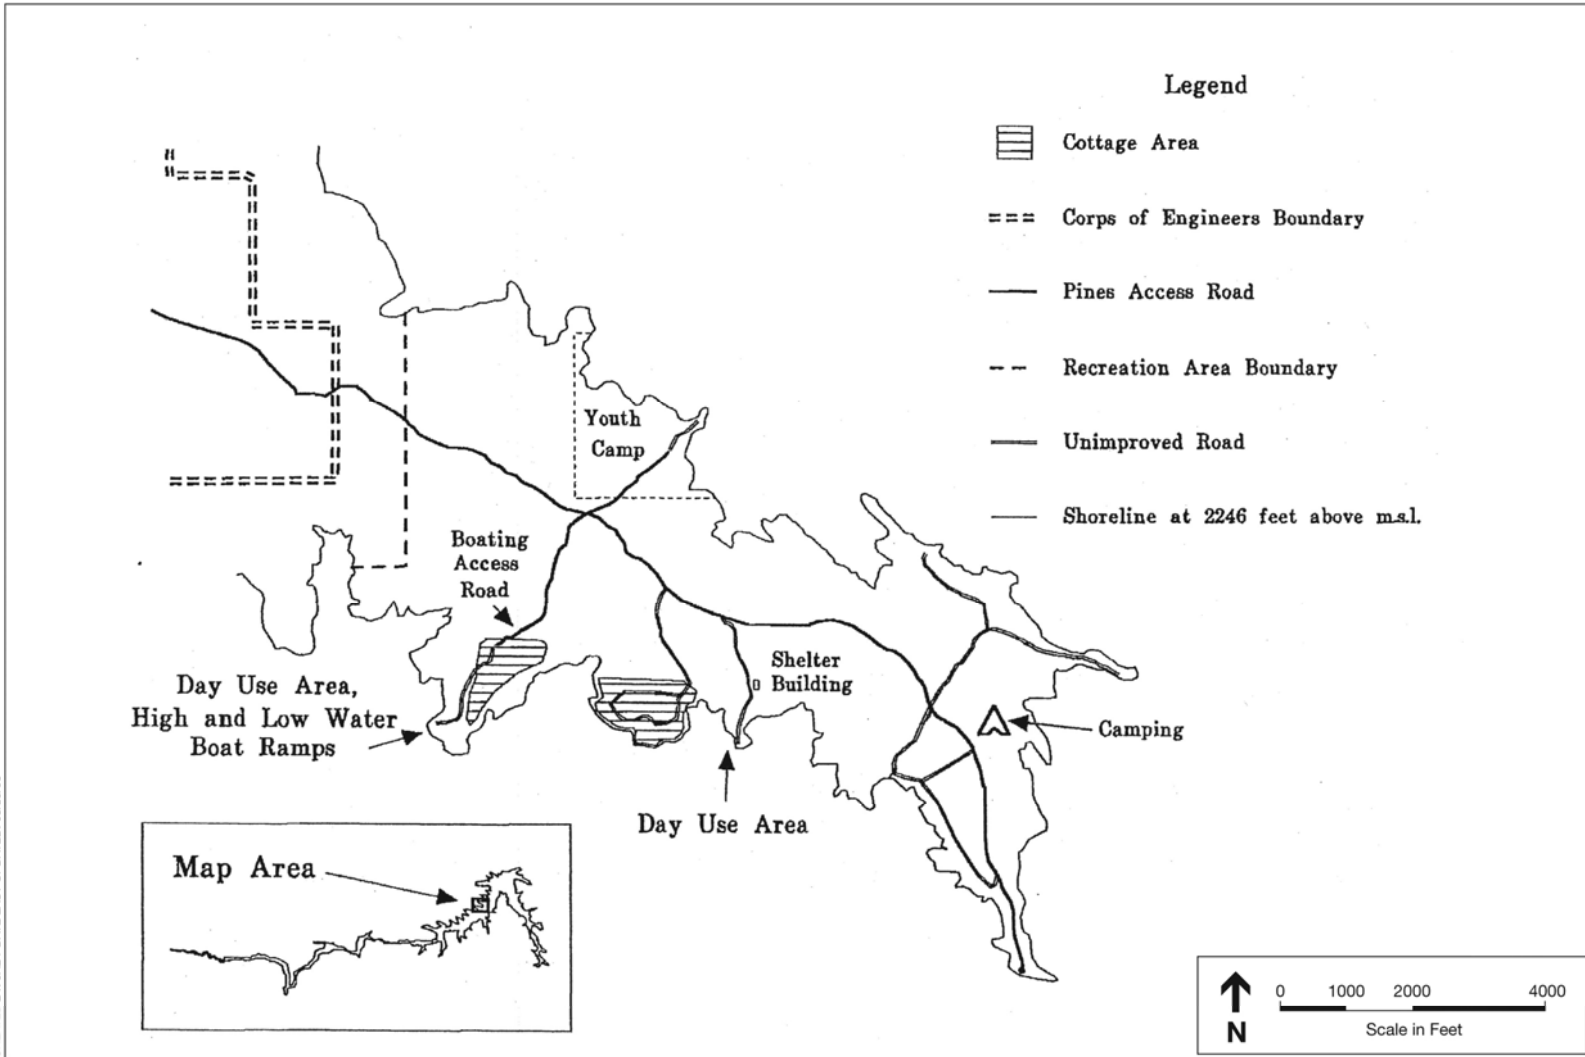 Legend
Cottage Area
Corps of Engineers Boundary
Pines Access Road
Recreation Area Boundary
Unimproved Road
Shoreline at 2246 feet above m.s.l.
Youth
Camp
Boating
Access
Road
Shelter
Building
Day Use Area,
High and Low Water
Boat Ramps
Camping
Day Use Area
Map Area
N
0 1000 2000 4000
Scale in Feet